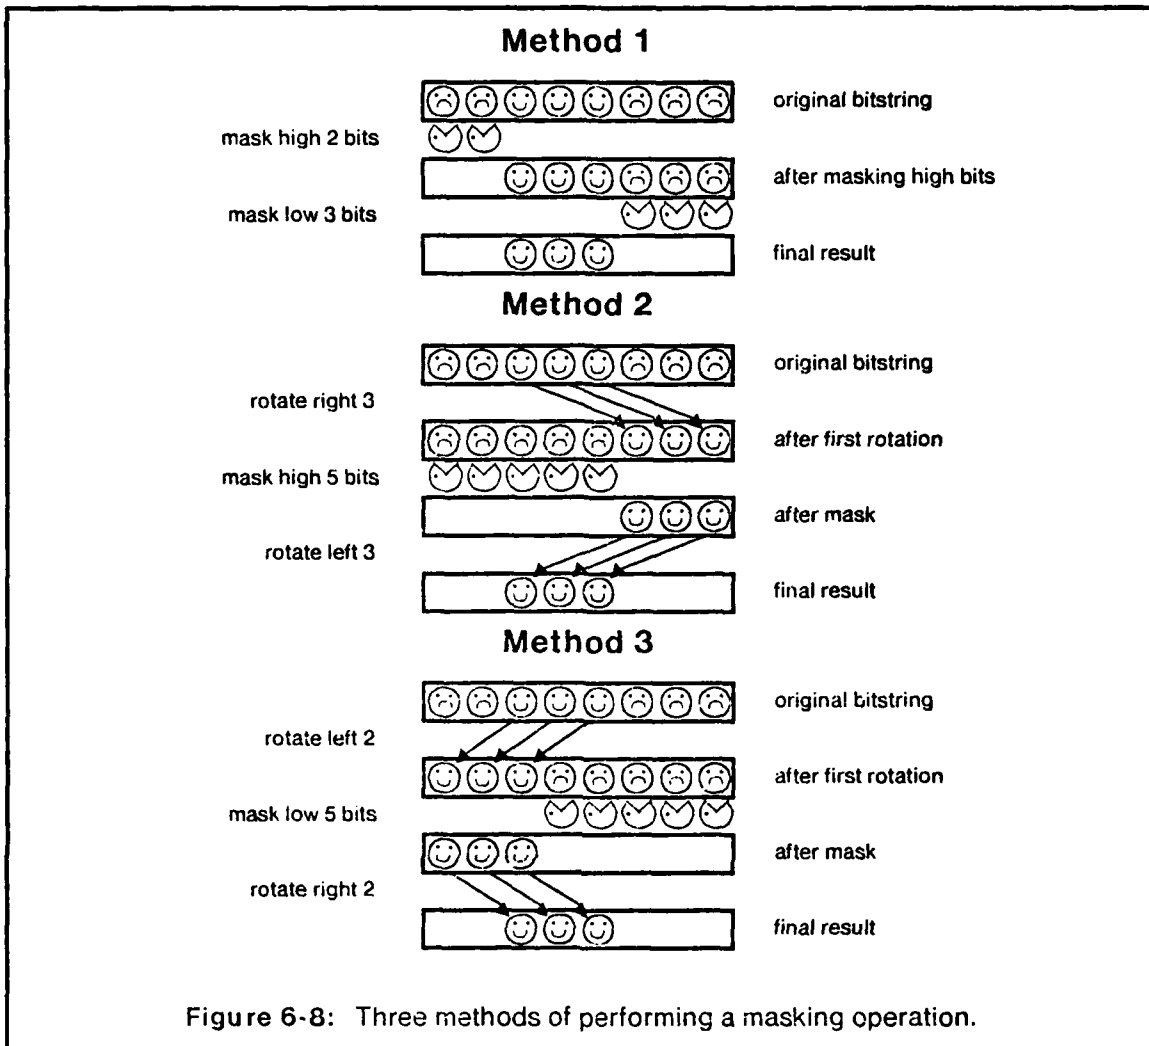 Method 1
original bitstring
mask high 2 bits
after masking high bits
mask low 3 bits
final result
Method 2
original bitstring
rotate right 3
after first rotation
mask high 5 bits
after mask
rotate left 3
final result
Method 3
original bitstring
rotate left 2
after first rotation
mask low 5 bits
after mask
rotate right 2
final result
Figure 6-8: Three methods of performing a masking operation.